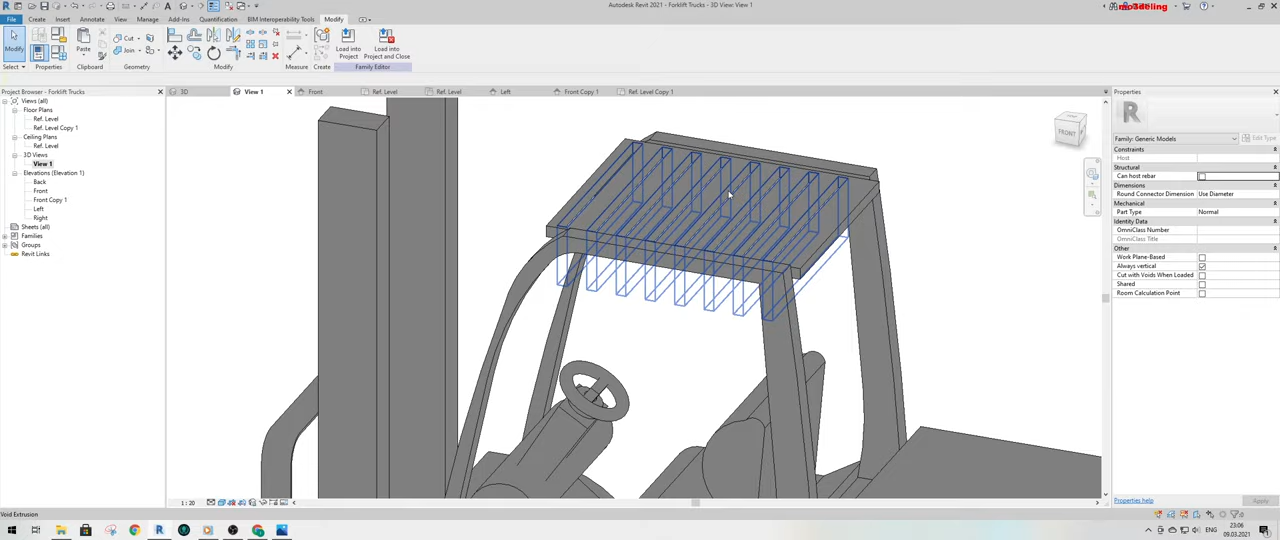 Autodesk Revit 2021 - Forklift Trucks - 3D View: View 1
mo3deling
File Create Insert Annotate View Manage Add-Ins Quantification BIM Interoperability Tools Modify
Modify Paste Cut Join Load into Project Load into Project and Close
Select Properties Clipboard Geometry Modify Measure Create Family Editor
Project Browser - Forklift Trucks
3D View 1 Front Ref. Level Ref. Level Left Front Copy 1 Ref. Level Copy 1
Views (all)
Floor Plans
Ref. Level
Ref. Level Copy 1
Ceiling Plans
Ref. Level
3D Views
View 1
Elevations (Elevation 1)
Back
Front
Front Copy 1
Left
Right
Sheets (all)
Families
Groups
Revit Links
FRONT
Properties
Family: Generic Models Edit Type
Constraints
Host
Structural
Can host rebar
Dimensions
Round Connector Dimension Use Diameter
Mechanical
Part Type Normal
Identity Data
OmniClass Number
OmniClass Title
Other
Work Plane-Based
Always vertical
Cut with Voids When Loaded
Shared
Room Calculation Point
Properties help Apply
1 : 20
Void Extrusion
ENG
23:06
09.03.2021